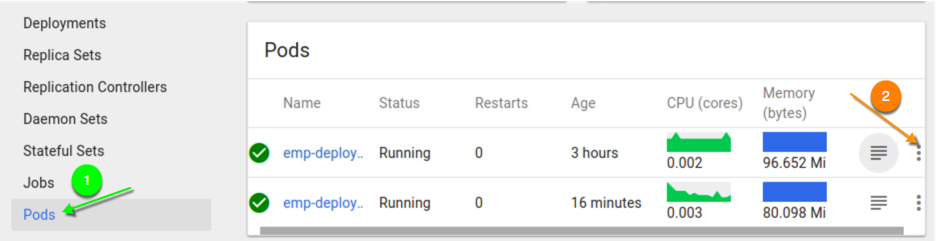 Deployments
Replica Sets
Replication Controllers
Daemon Sets
Stateful Sets
Jobs
1
Pods
Pods
2
Name Status Restarts Age CPU (cores) Memory
(bytes)
emp-deploy.. Running 0 3 hours 0.002 96.652 Mi
emp-deploy.. Running 0 16 minutes 0.003 80.098 Mi